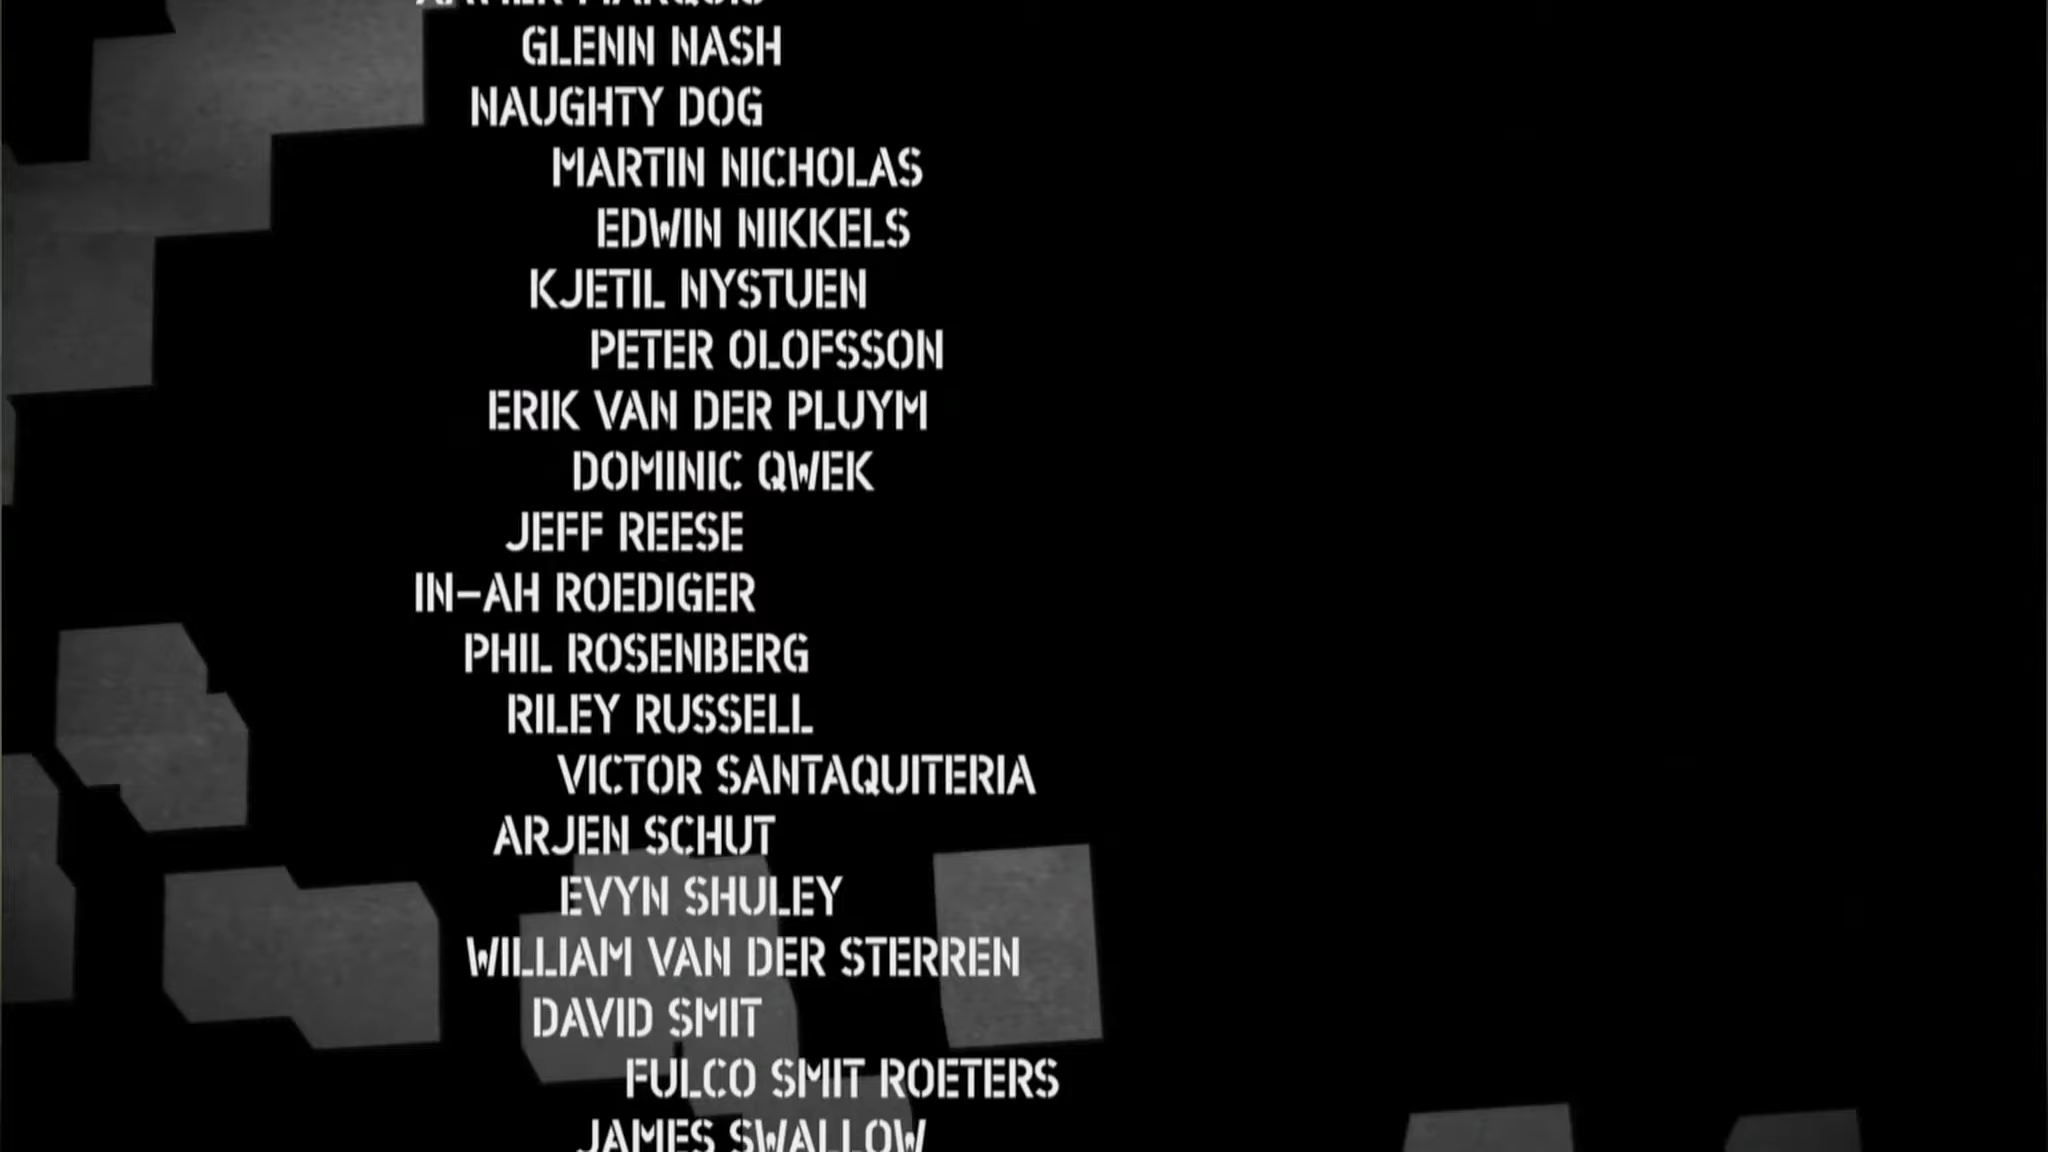 GLENN NASH
NAUGHTY DOG
MARTIN NICHOLAS
EDWIN NIKKELS
KJETIL NYSTUEN
PETER OLOFSSON
ERIK VAN DER PLUYM
DOMINIC QWEK
JEFF REESE
IN-AH ROEDIGER
PHIL ROSENBERG
RILEY RUSSELL
VICTOR SANTAQUITERIA
ARJEN SCHUT
EVYN SHULEY
WILLIAM VAN DER STERREN
DAVID SMIT
FULCO SMIT ROETERS
JAMES SWALLOW